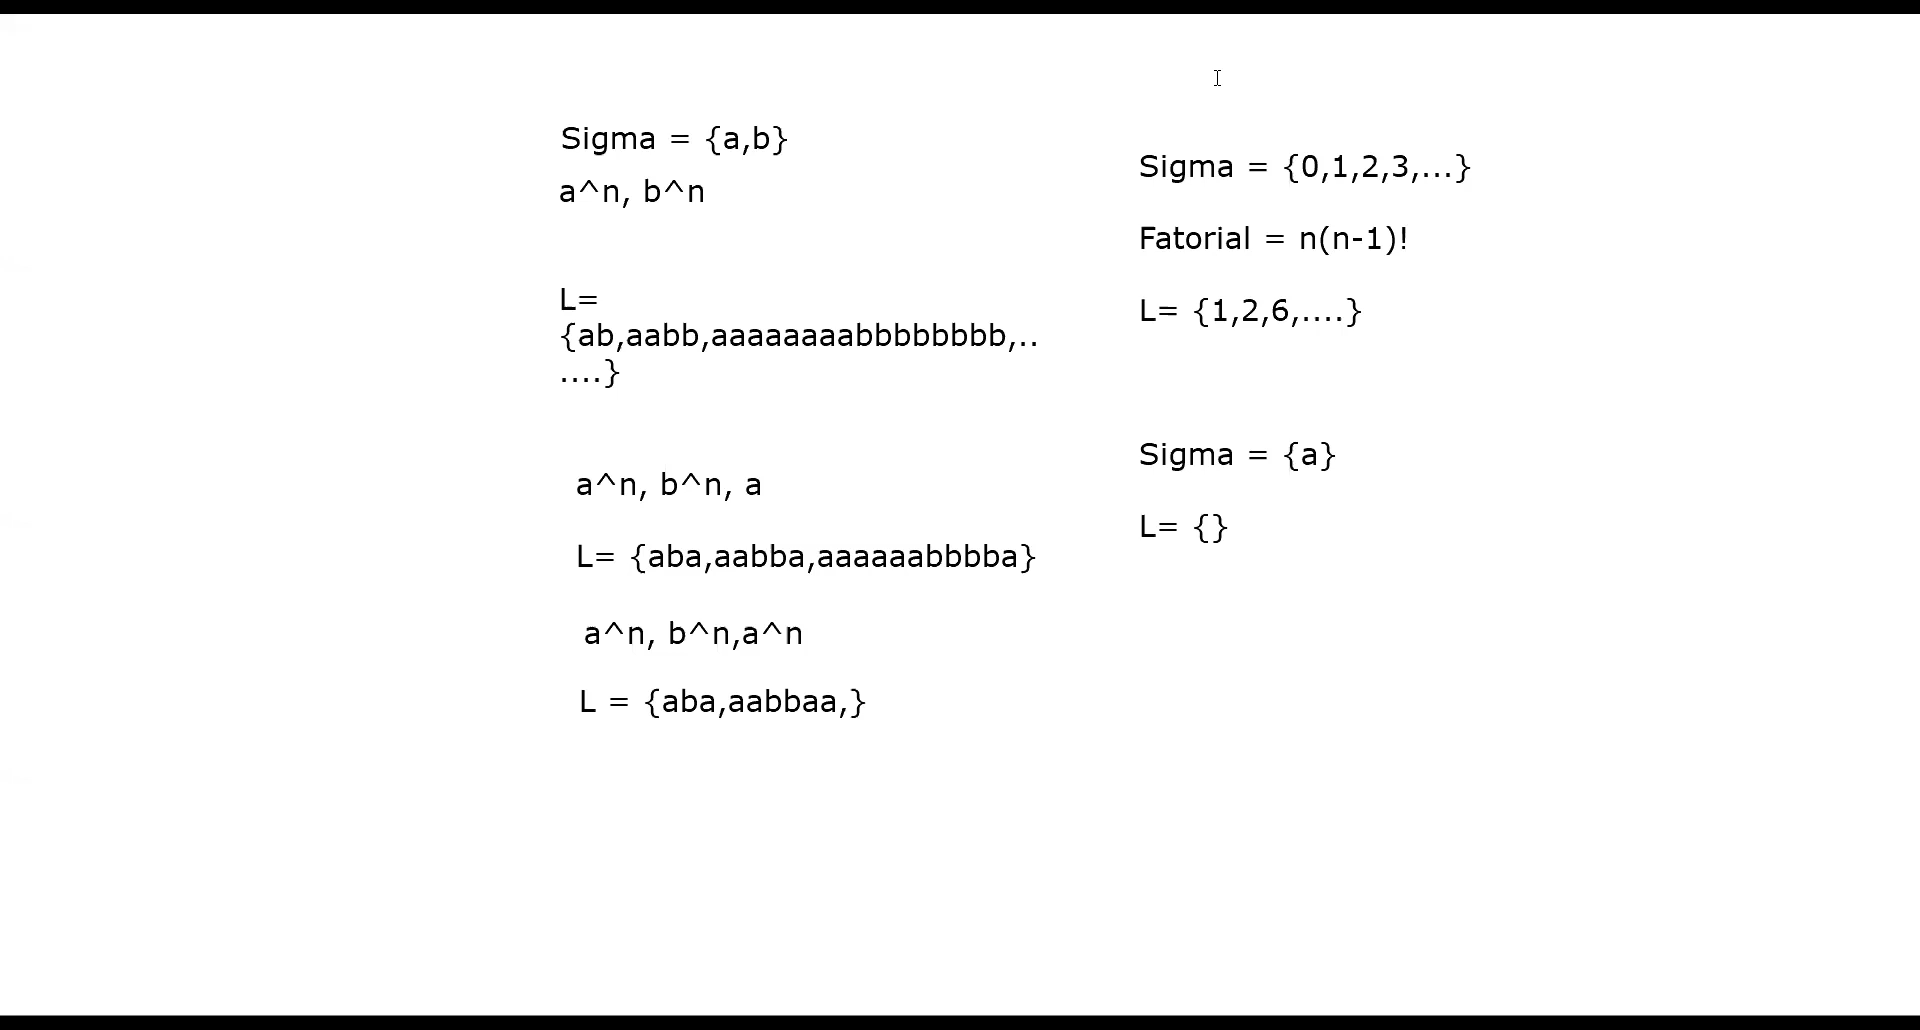 Sigma = {a,b}
a^n, b^n
L=
{ab,aabb,aaaaaaaabbbbbbbb,..
....}
a^n, b^n, a
L= {aba,aabba,aaaaaabbbba}
a^n, b^n,a^n
L = {aba,aabbaa,}
Sigma = {0,1,2,3,...}
Fatorial = n(n-1)!
L= {1,2,6,....}
Sigma = {a}
L= {}